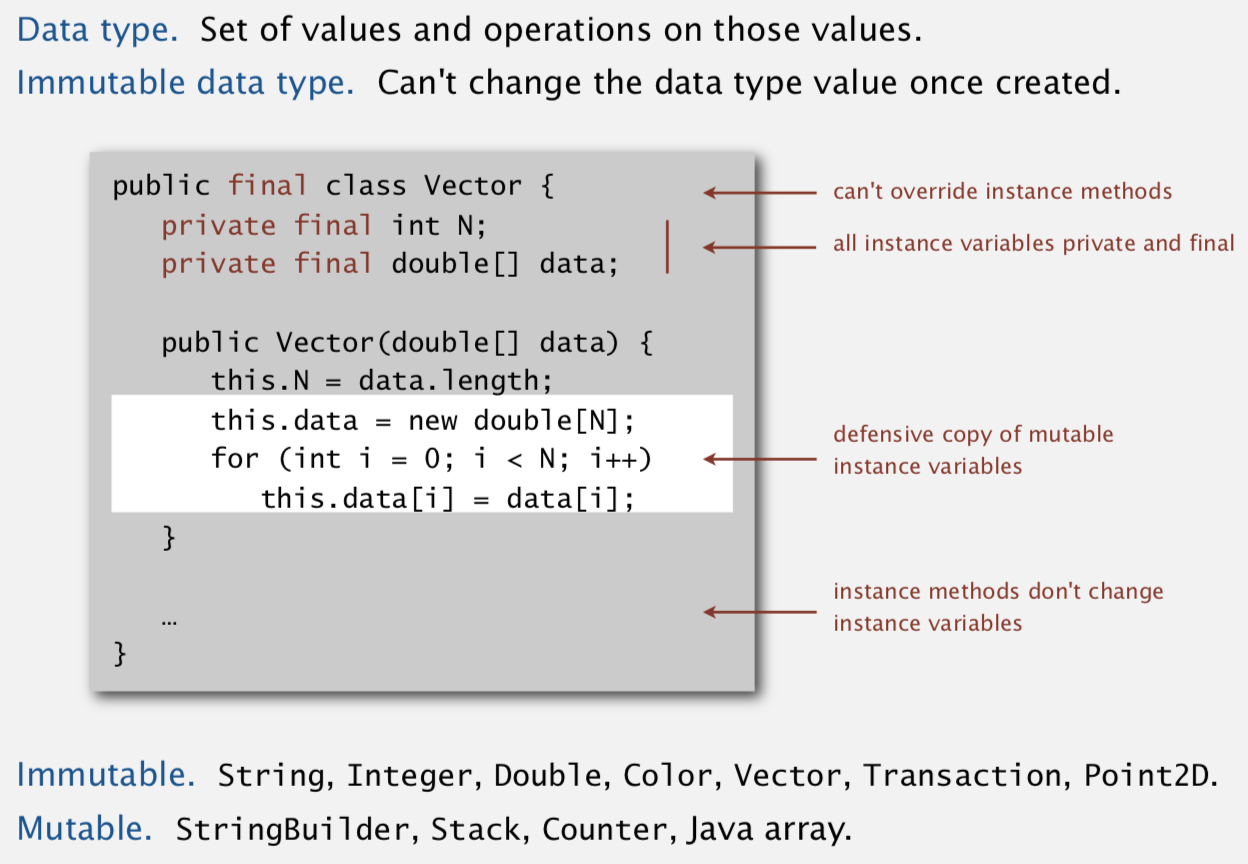 Data type. Set of values and operations on those values.
Immutable data type. Can't change the data type value once created.
public final class Vector {
can't override instance methods
private final int N;
all instance variables private and final
private final double[] data;
public Vector(double[] data) {
this.N = data.length;
this.data = new double[N];
for (int i = 0; i < N; i++)
this.data[i] = data[i];
defensive copy of mutable
instance variables
}
…
instance methods don't change
instance variables
}
Immutable. String, Integer, Double, Color, Vector, Transaction, Point2D.
Mutable. StringBuilder, Stack, Counter, Java array.